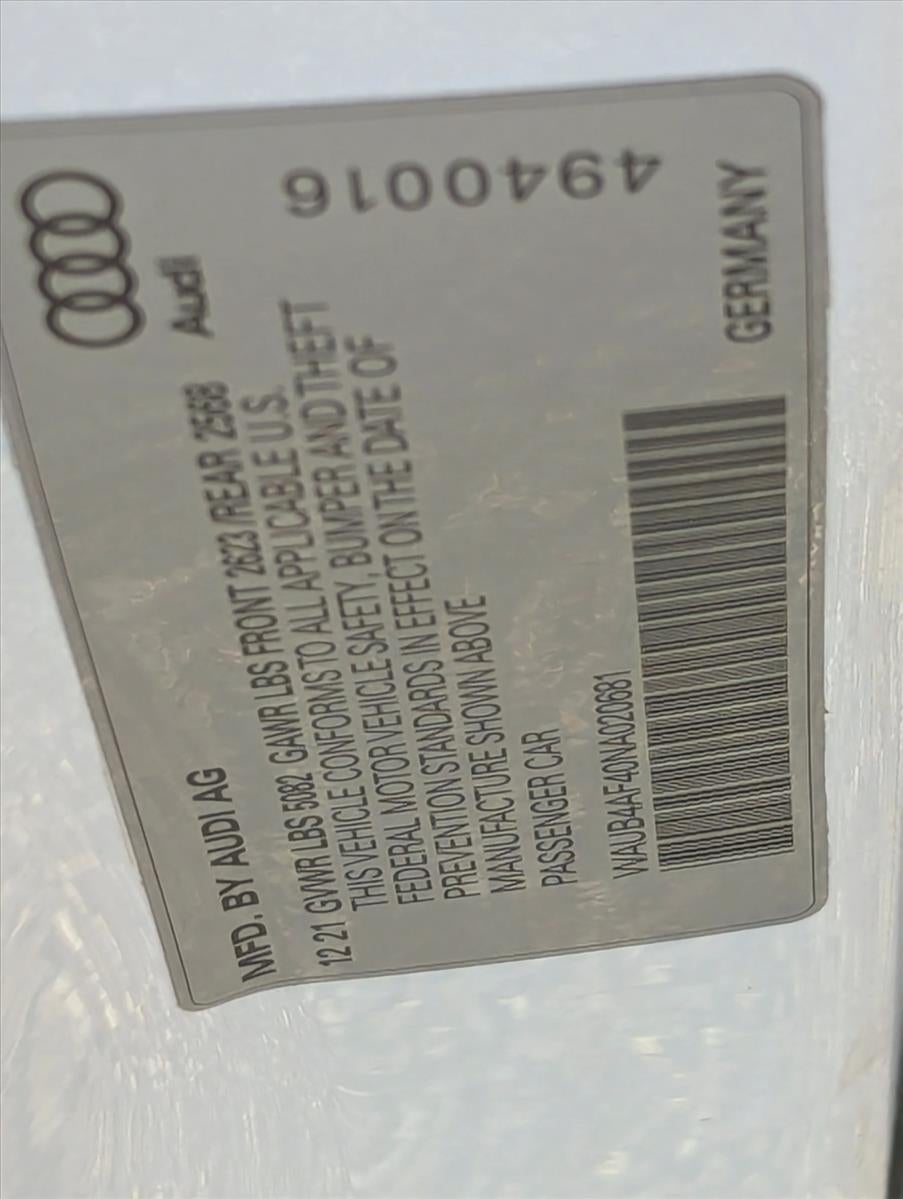 Audi
MFD. BY AUDI AG
12 21 GVWR LBS 5082 GAWR LBS FRONT 2623 /REAR 2568
THIS VEHICLE CONFORMS TO ALL APPLICABLE U.S.
FEDERAL MOTOR VEHICLE SAFETY, BUMPER AND THEFT
PREVENTION STANDARDS IN EFFECT ON THE DATE OF
MANUFACTURE SHOWN ABOVE
PASSENGER CAR
WAUB4AF40NA020681
GERMANY
4940016